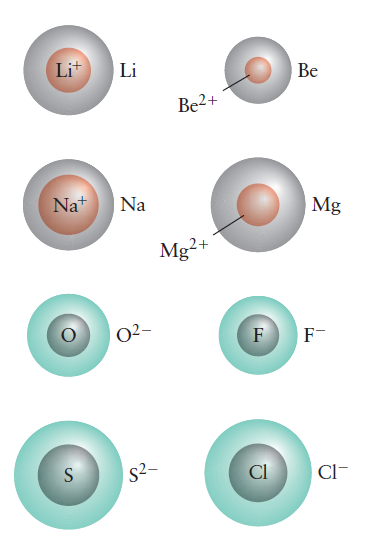 Li⁺ Li
Be
Be²⁺
Na⁺ Na
Mg
Mg²⁺
O O²⁻
F F⁻
S S²⁻
Cl Cl⁻